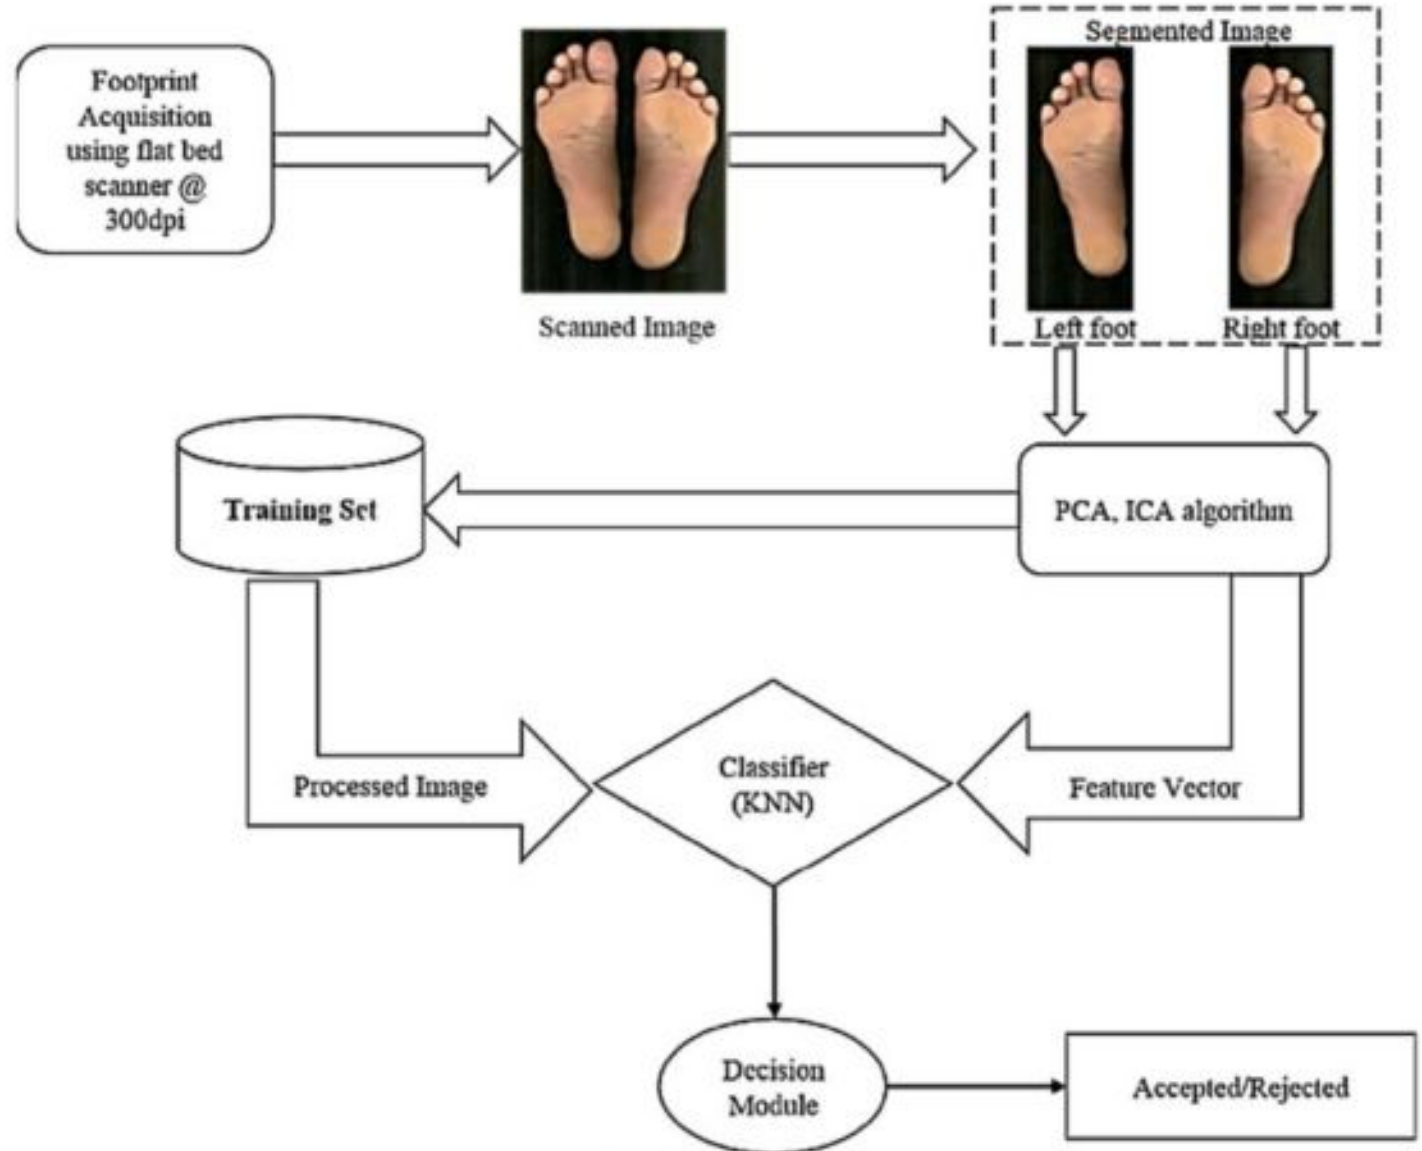 Footprint
Acquisition
using flat bed
scanner @
300dpi
Scanned Image
Segmented Image
Left foot
Right foot
Training Set
PCA, ICA algorithm
Processed Image
Classifier
(KNN)
Feature Vector
Decision
Module
Accepted/Rejected